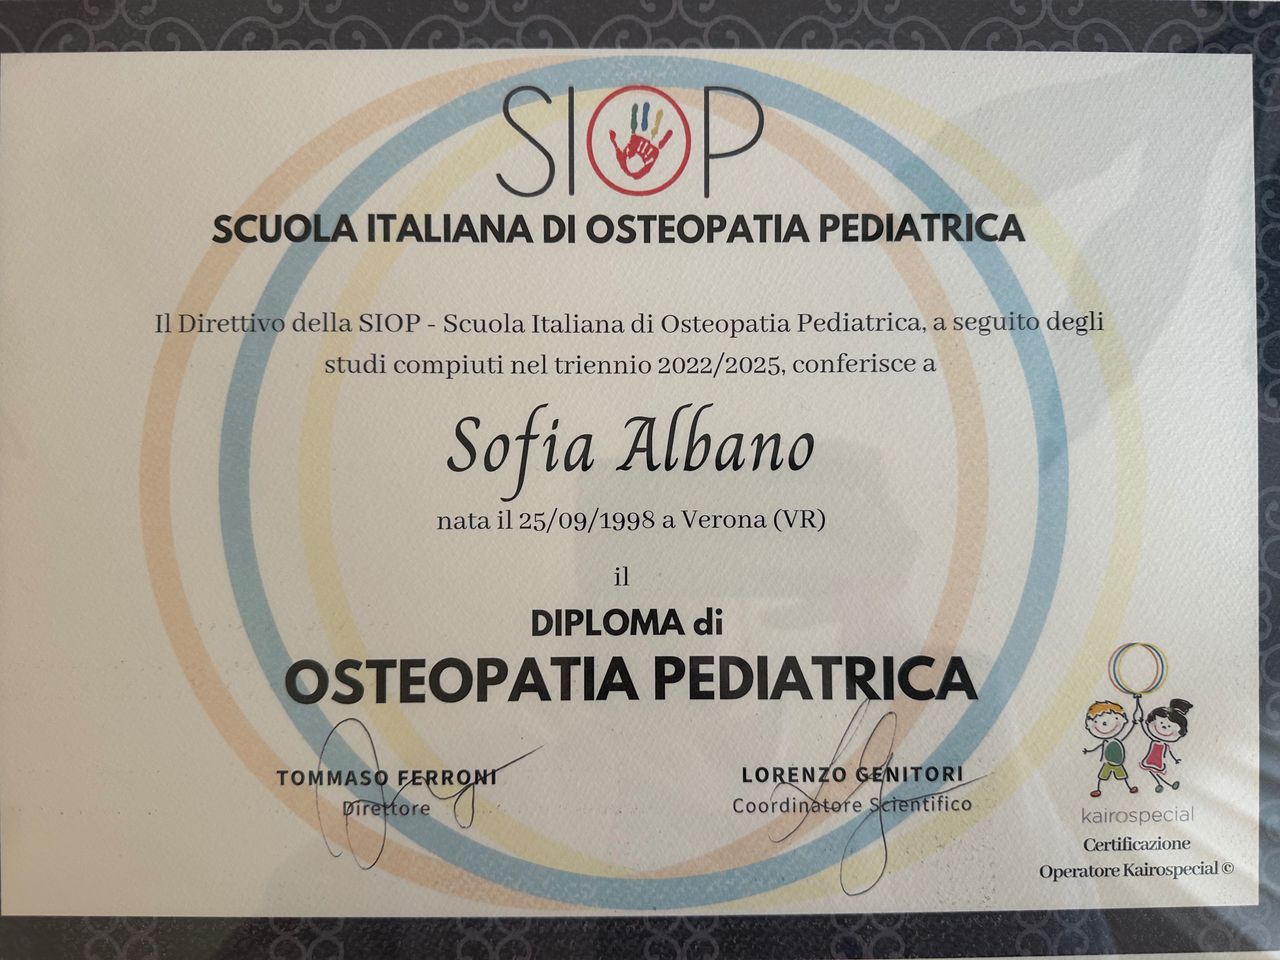 SIOP
SCUOLA ITALIANA DI OSTEOPATIA PEDIATRICA
Il Direttivo della SIOP - Scuola Italiana di Osteopatia Pediatrica, a seguito degli
studi compiuti nel triennio 2022/2025, conferisce a
Sofia Albano
nata il 25/09/1998 a Verona (VR)
il
DIPLOMA di
OSTEOPATIA PEDIATRICA
TOMMASO FERRONI
Direttore
LORENZO GENITORI
Coordinatore Scientifico
kairospecial
Certificazione
Operatore Kairospecial ©